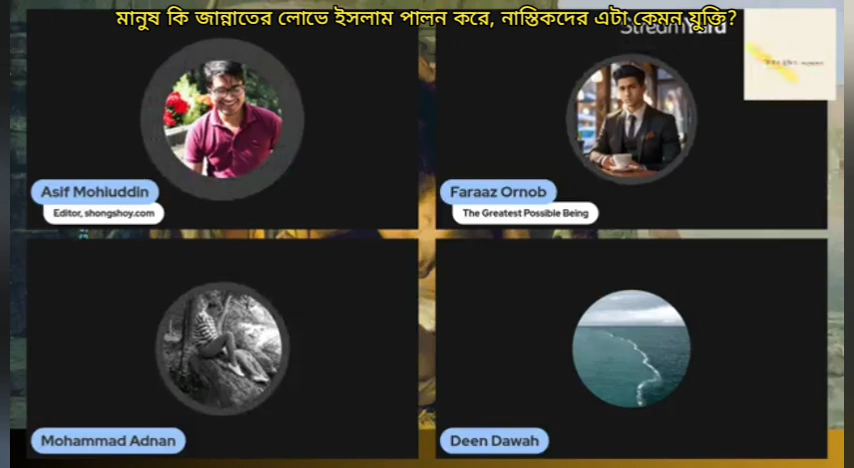 মানুষ কি জান্নাতের লোভে ইসলাম পালন করে, নাস্তিকদের এটা কেমন যুক্তি?
StreamYard
Asif Mohiuddin
Editor, shongshoy.com
Faraaz Ornob
The Greatest Possible Being
Mohammad Adnan
Deen Dawah